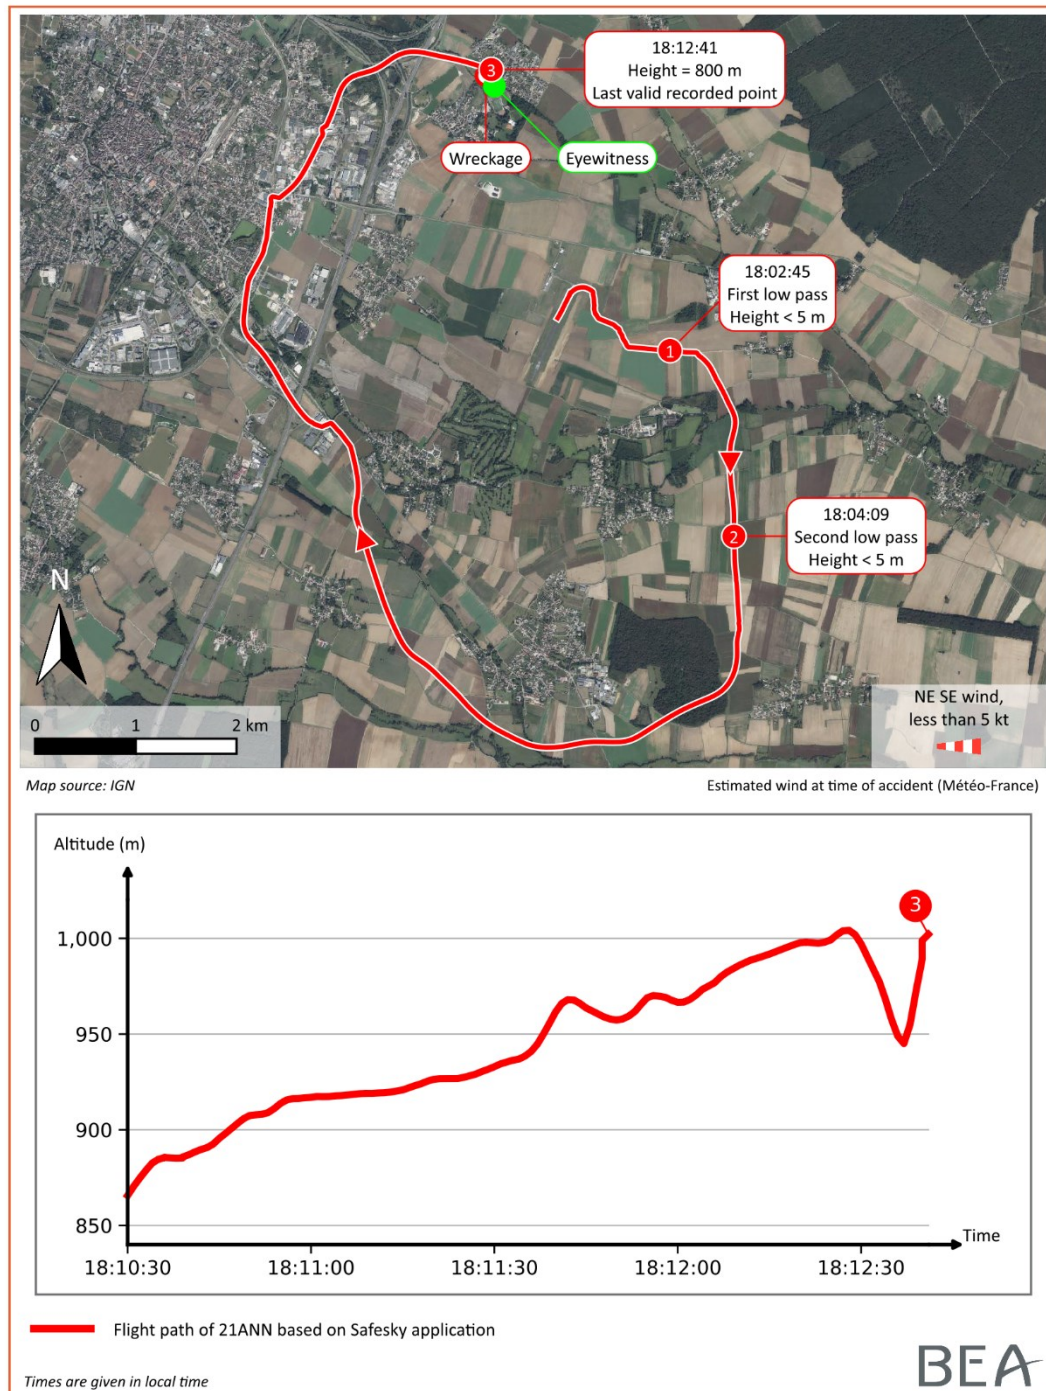 18:12:41
Height = 800 m
Last valid recorded point
3
Wreckage
Eyewitness
18:02:45
First low pass
Height < 5 m
1
18:04:09
Second low pass
Height < 5 m
2
N
0 1 2 km
NE SE wind,
less than 5 kt
Map source: IGN
Estimated wind at time of accident (Météo-France)
Altitude (m)
3
1,000
950
900
850
Time
18:10:30 18:11:00 18:11:30 18:12:00 18:12:30
Flight path of 21ANN based on Safesky application
Times are given in local time
BEA